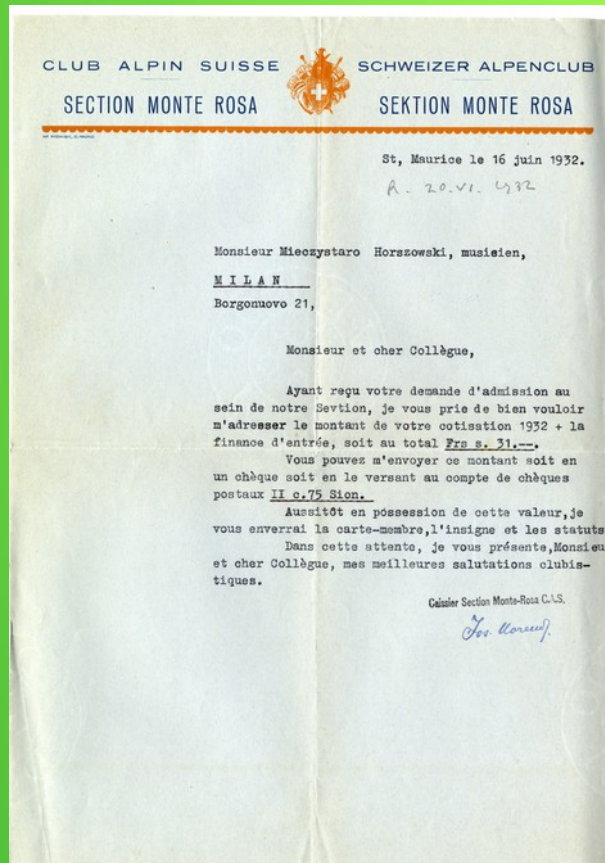 CLUB ALPIN SUISSE SCHWEIZER ALPENCLUB
SECTION MONTE ROSA SEKTION MONTE ROSA
St, Maurice le 16 juin 1932.
R. 20.VI. 1932
Monsieur Mieczystaro Horszowski, musisien,
MILAN
Borgonuovo 21,
Monsieur et cher Collègue,
Ayant reçu votre demande d'admission au
sein de notre Sevtion, je vous prie de bien vouloir
m'adresser le montant de votre cotisation 1932 + la
finance d'entrée, soit au total Frs s. 31.--.
Vous pouvez m'envoyer ce montant soit en
un chèque soit en le versant au compte de chèques
postaux II c.75 Sion.
Aussitôt en possession de cette valeur,je
vous enverrai la carte-membre,l'insigne et les statuts
Dans cette attente, je vous présente,Monsieu
et cher Collègue, mes meilleures salutations clubis-
tiques.
Caissier Section Monte-Rosa C.A.S.
Jos.